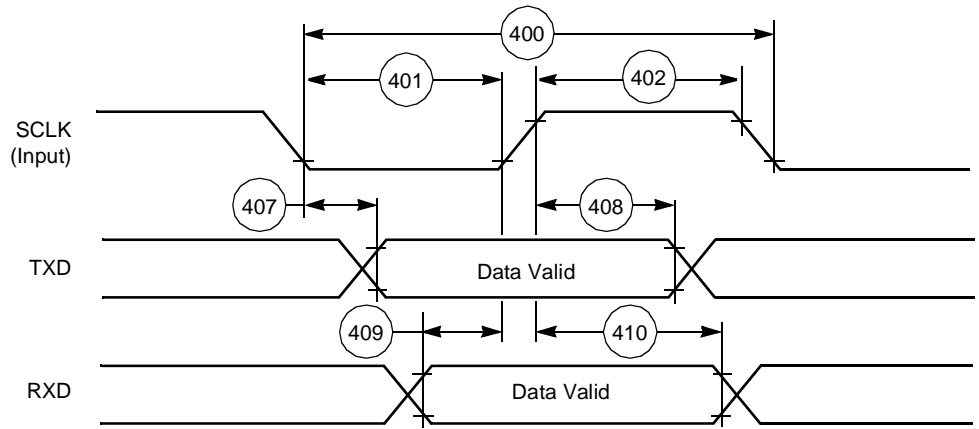 400
401
402
SCLK
(Input)
407
408
TXD
Data Valid
409
410
RXD
Data Valid